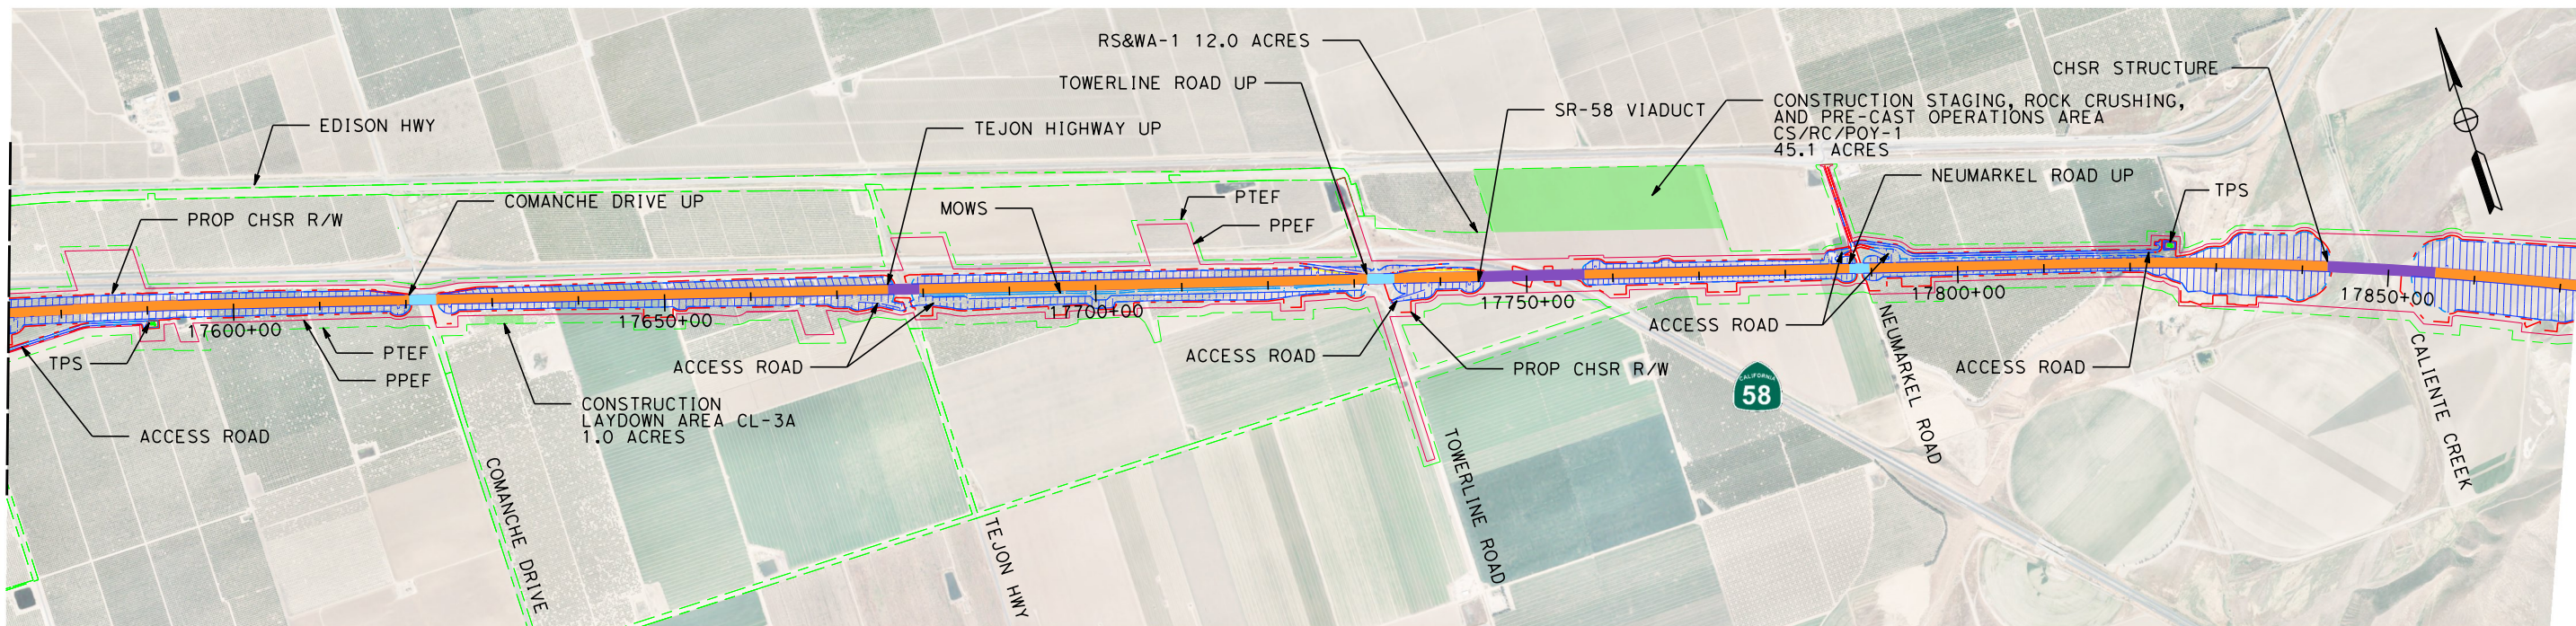 RS&WA-1 12.0 ACRES
TOWERLINE ROAD UP
CHSR STRUCTURE
SR-58 VIADUCT
CONSTRUCTION STAGING, ROCK CRUSHING,
AND PRE-CAST OPERATIONS AREA
CS/RC/POY-1
45.1 ACRES
EDISON HWY
TEJON HIGHWAY UP
NEUMARKEL ROAD UP
TPS
PROP CHSR R/W
COMANCHE DRIVE UP
MOWS
PTEF
PPEF
17600+00
17650+00
17700+00
17750+00
17800+00
17850+00
TPS
PTEF
PPEF
ACCESS ROAD
CONSTRUCTION
LAYDOWN AREA CL-3A
1.0 ACRES
ACCESS ROAD
ACCESS ROAD
PROP CHSR R/W
ACCESS ROAD
ACCESS ROAD
CALIFORNIA
58
COMANCHE DRIVE
TEJON HWY
TOWERLINE ROAD
NEUMARKEL ROAD
CALIENTE CREEK